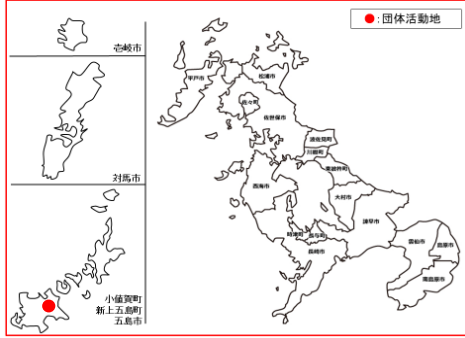 ●:団体活動地
壱岐市
対馬市
小値賀町
新上五島町
五島市
平戸市
松浦市
佐々町
佐世保市
波佐見町
川棚町
東彼杵町
西海市
大村市
諫早市
時津町
長与町
長崎市
雲仙市
島原市
南島原市